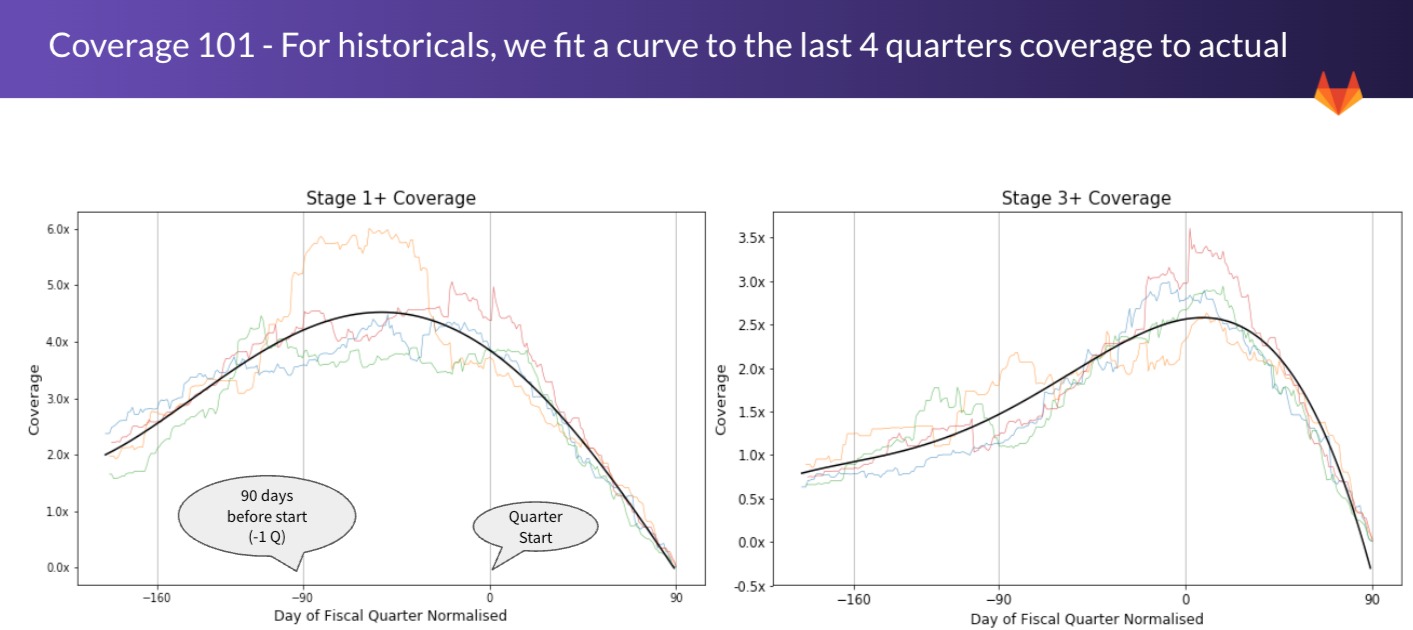 Coverage 101 - For historicals, we fit a curve to the last 4 quarters coverage to actual
Stage 1+ Coverage
6.0x
5.0x
4.0x
3.0x
2.0x
1.0x
0.0x
Coverage
90 days
before start
(-1 Q)
Quarter
Start
−160
−90
0
90
Day of Fiscal Quarter Normalised
Stage 3+ Coverage
3.5x
3.0x
2.5x
2.0x
1.5x
1.0x
0.5x
0.0x
-0.5x
Coverage
−160
−90
0
90
Day of Fiscal Quarter Normalised